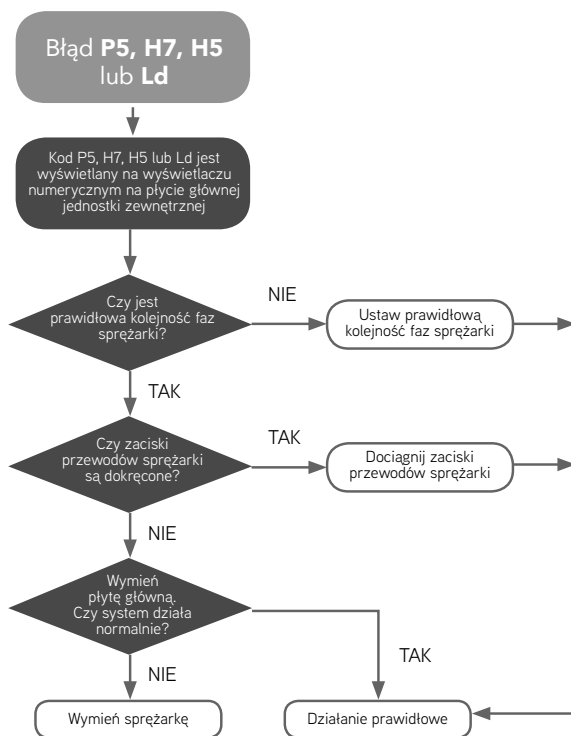 Błąd P5, H7, H5
lub Ld
Kod P5, H7, H5 lub Ld jest
wyświetlany na wyświetlaczu
numerycznym na płycie głównej
jednostki zewnętrznej
Czy jest
prawidłowa kolejność faz
sprężarki?
NIE
Ustaw prawidłową
kolejność faz sprężarki
TAK
Czy zaciski
przewodów sprężarki
są dokręcone?
TAK
Dociągnij zaciski
przewodów sprężarki
NIE
Wymień
płytę główną.
Czy system działa
normalnie?
TAK
NIE
Wymień sprężarkę
Działanie prawidłowe